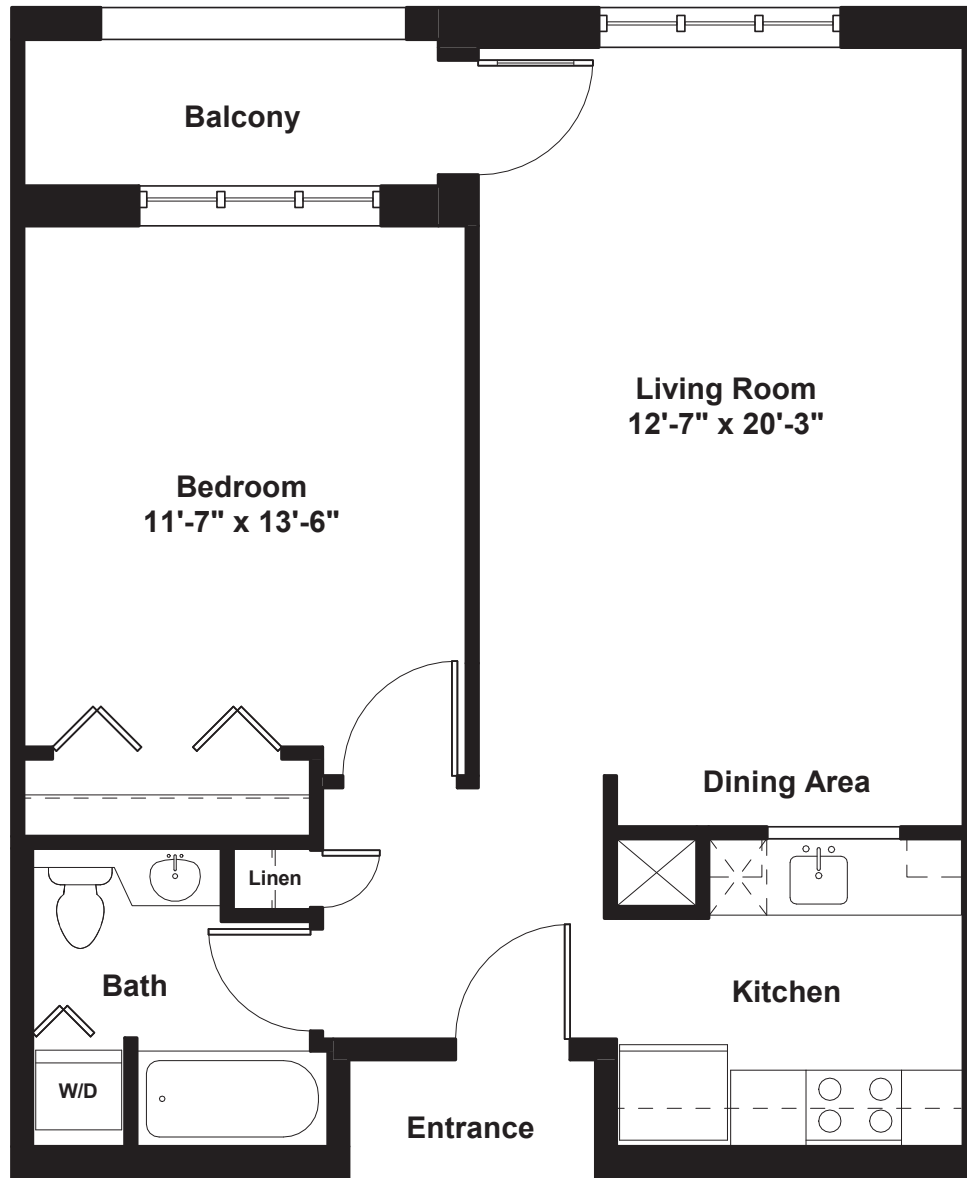 Balcony
Living Room
12'-7" x 20'-3"
Bedroom
11'-7" x 13'-6"
Dining Area
Linen
Bath
Kitchen
W/D
Entrance